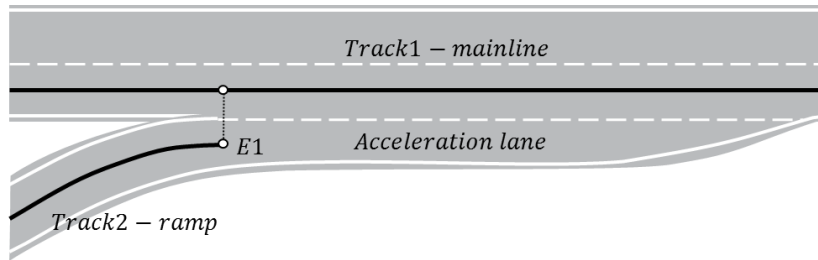 Track1 − mainline
E1
Acceleration lane
Track2 − ramp